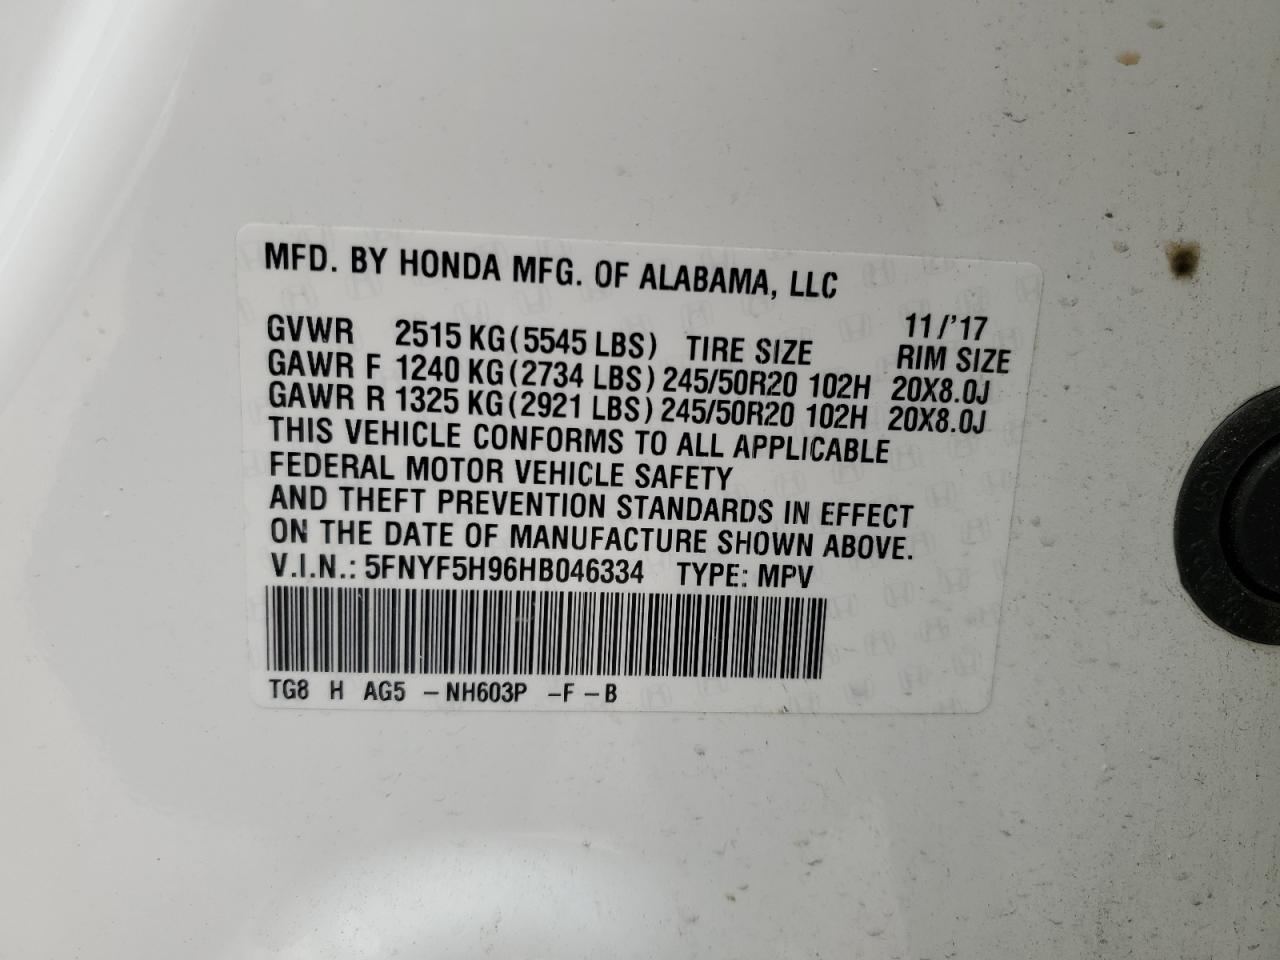 MFD. BY HONDA MFG. OF ALABAMA, LLC
11/'17
GVWR 2515 KG (5545 LBS) TIRE SIZE RIM SIZE
GAWR F 1240 KG (2734 LBS) 245/50R20 102H 20X8.0J
GAWR R 1325 KG (2921 LBS) 245/50R20 102H 20X8.0J
THIS VEHICLE CONFORMS TO ALL APPLICABLE
FEDERAL MOTOR VEHICLE SAFETY
AND THEFT PREVENTION STANDARDS IN EFFECT
ON THE DATE OF MANUFACTURE SHOWN ABOVE.
V.I.N.: 5FNYF5H96HB046334 TYPE: MPV
TG8 H AG5 -NH603P -F -B